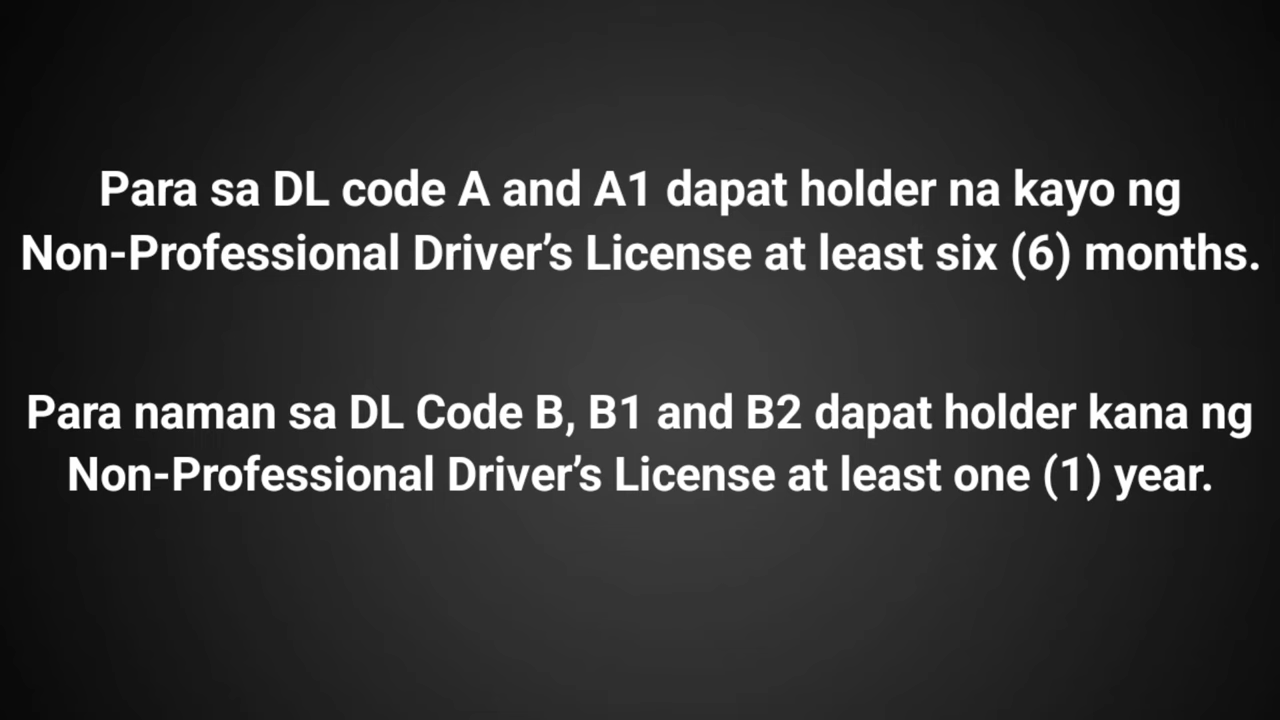 Para sa DL code A and A1 dapat holder na kayo ng
Non-Professional Driver’s License at least six (6) months.
Para naman sa DL Code B, B1 and B2 dapat holder kana ng
Non-Professional Driver’s License at least one (1) year.